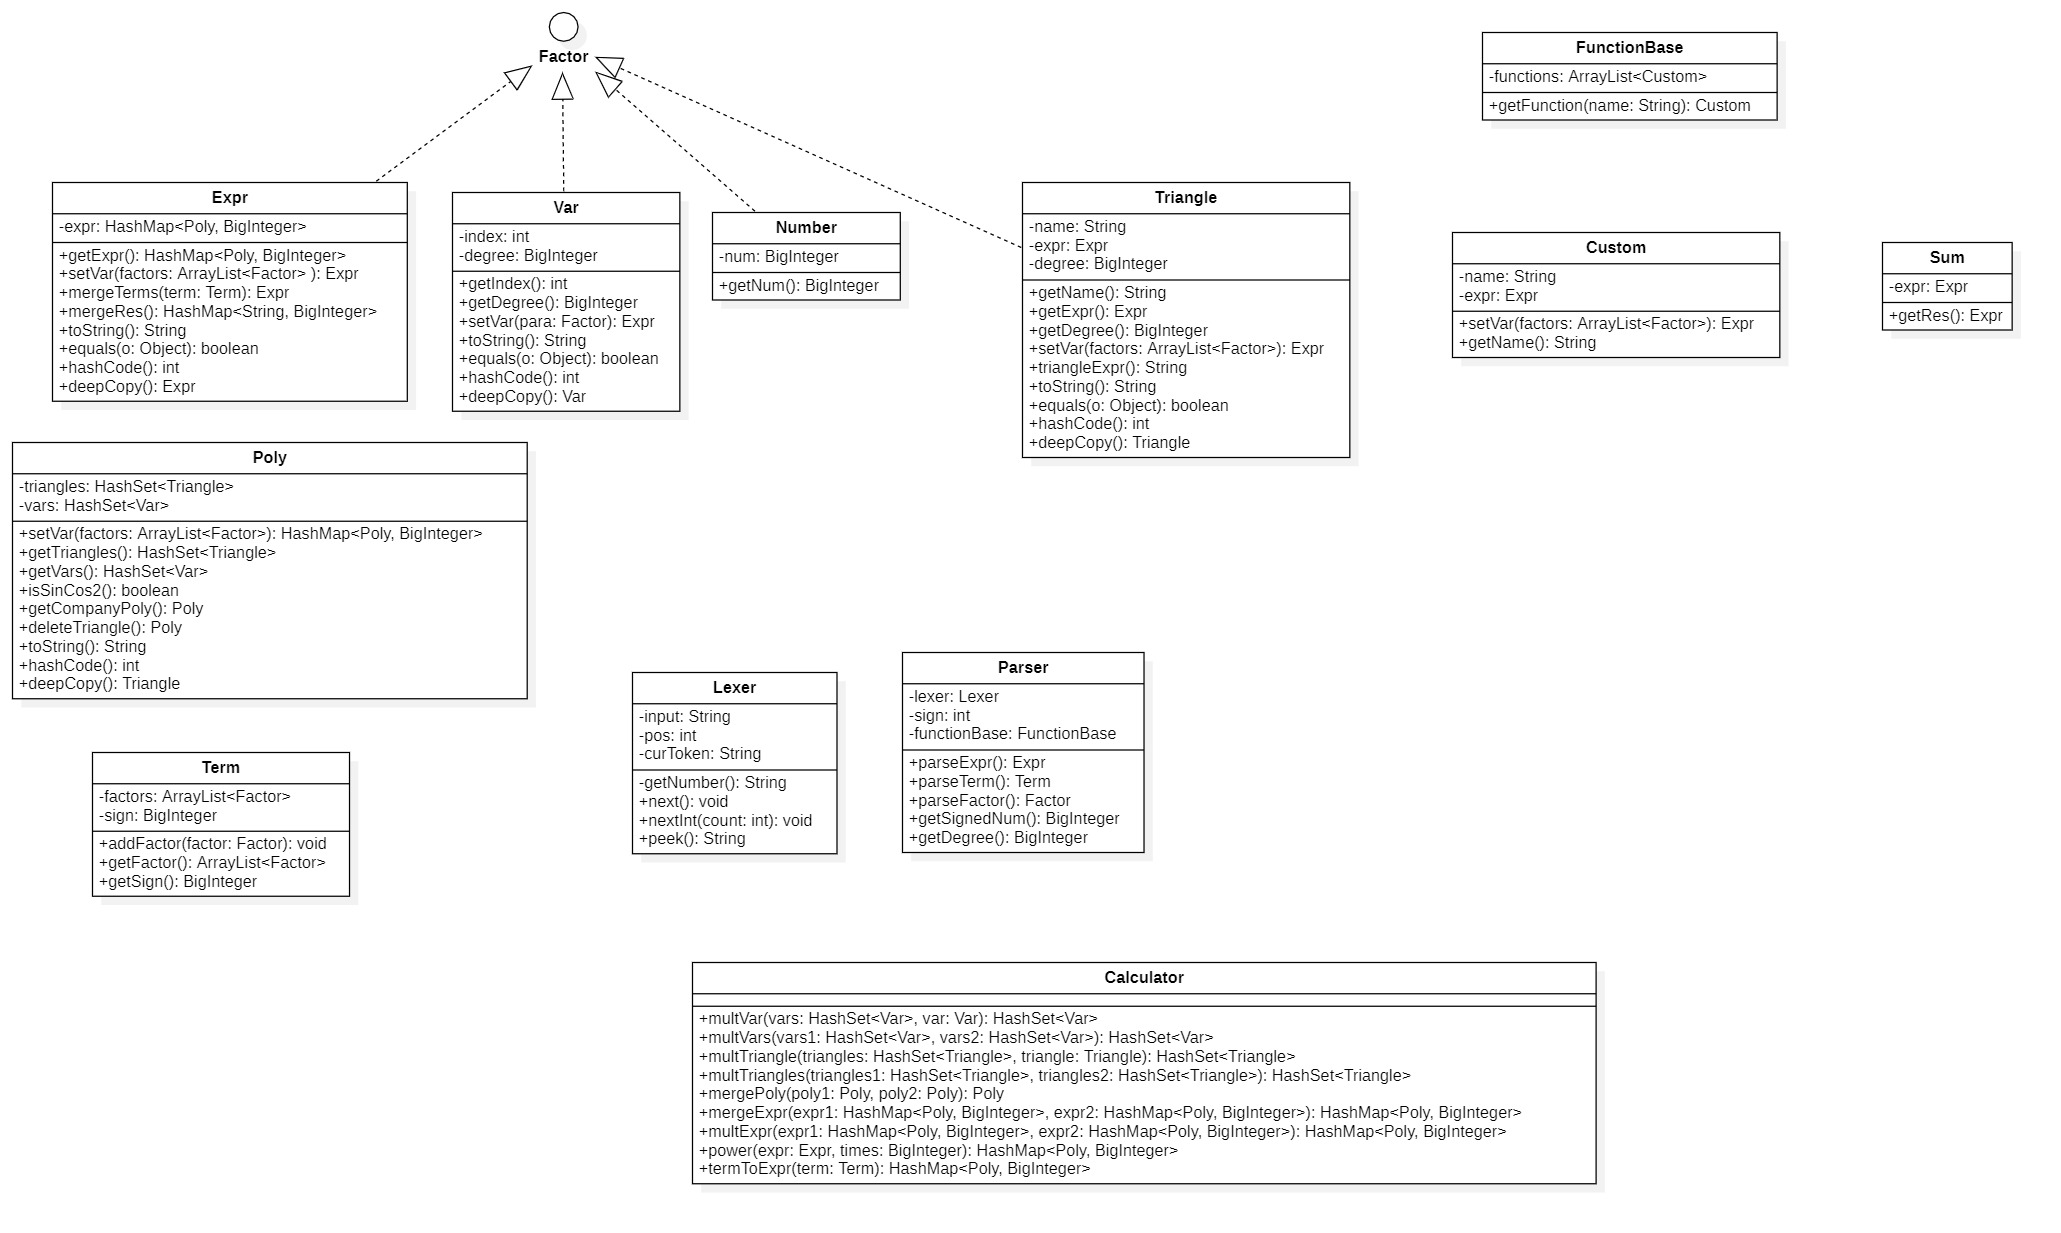 Factor
FunctionBase
-functions: ArrayList<Custom>
+getFunction(name: String): Custom
Expr
-expr: HashMap<Poly, BigInteger>
+getExpr(): HashMap<Poly, BigInteger>
+setVar(factors: ArrayList<Factor> ): Expr
+mergeTerms(term: Term): Expr
+mergeRes(): HashMap<String, BigInteger>
+toString(): String
+equals(o: Object): boolean
+hashCode(): int
+deepCopy(): Expr
Var
-index: int
-degree: BigInteger
+getIndex(): int
+getDegree(): BigInteger
+setVar(para: Factor): Expr
+toString(): String
+equals(o: Object): boolean
+hashCode(): int
+deepCopy(): Var
Number
-num: BigInteger
+getNum(): BigInteger
Triangle
-name: String
-expr: Expr
-degree: BigInteger
+getName(): String
+getExpr(): Expr
+getDegree(): BigInteger
+setVar(factors: ArrayList<Factor>): Expr
+triangleExpr(): String
+toString(): String
+equals(o: Object): boolean
+hashCode(): int
+deepCopy(): Triangle
Custom
-name: String
-expr: Expr
+setVar(factors: ArrayList<Factor>): Expr
+getName(): String
Sum
-expr: Expr
+getRes(): Expr
Poly
-triangles: HashSet<Triangle>
-vars: HashSet<Var>
+setVar(factors: ArrayList<Factor>): HashMap<Poly, BigInteger>
+getTriangles(): HashSet<Triangle>
+getVars(): HashSet<Var>
+isSinCos2(): boolean
+getCompanyPoly(): Poly
+deleteTriangle(): Poly
+toString(): String
+hashCode(): int
+deepCopy(): Triangle
Lexer
-input: String
-pos: int
-curToken: String
-getNumber(): String
+next(): void
+nextInt(count: int): void
+peek(): String
Parser
-lexer: Lexer
-sign: int
-functionBase: FunctionBase
+parseExpr(): Expr
+parseTerm(): Term
+parseFactor(): Factor
+getSignedNum(): BigInteger
+getDegree(): BigInteger
Term
-factors: ArrayList<Factor>
-sign: BigInteger
+addFactor(factor: Factor): void
+getFactor(): ArrayList<Factor>
+getSign(): BigInteger
Calculator
+multVar(vars: HashSet<Var>, var: Var): HashSet<Var>
+multVars(vars1: HashSet<Var>, vars2: HashSet<Var>): HashSet<Var>
+multTriangle(triangles: HashSet<Triangle>, triangle: Triangle): HashSet<Triangle>
+multTriangles(triangles1: HashSet<Triangle>, triangles2: HashSet<Triangle>): HashSet<Triangle>
+mergePoly(poly1: Poly, poly2: Poly): Poly
+mergeExpr(expr1: HashMap<Poly, BigInteger>, expr2: HashMap<Poly, BigInteger>): HashMap<Poly, BigInteger>
+multExpr(expr1: HashMap<Poly, BigInteger>, expr2: HashMap<Poly, BigInteger>): HashMap<Poly, BigInteger>
+power(expr: Expr, times: BigInteger): HashMap<Poly, BigInteger>
+termToExpr(term: Term): HashMap<Poly, BigInteger>